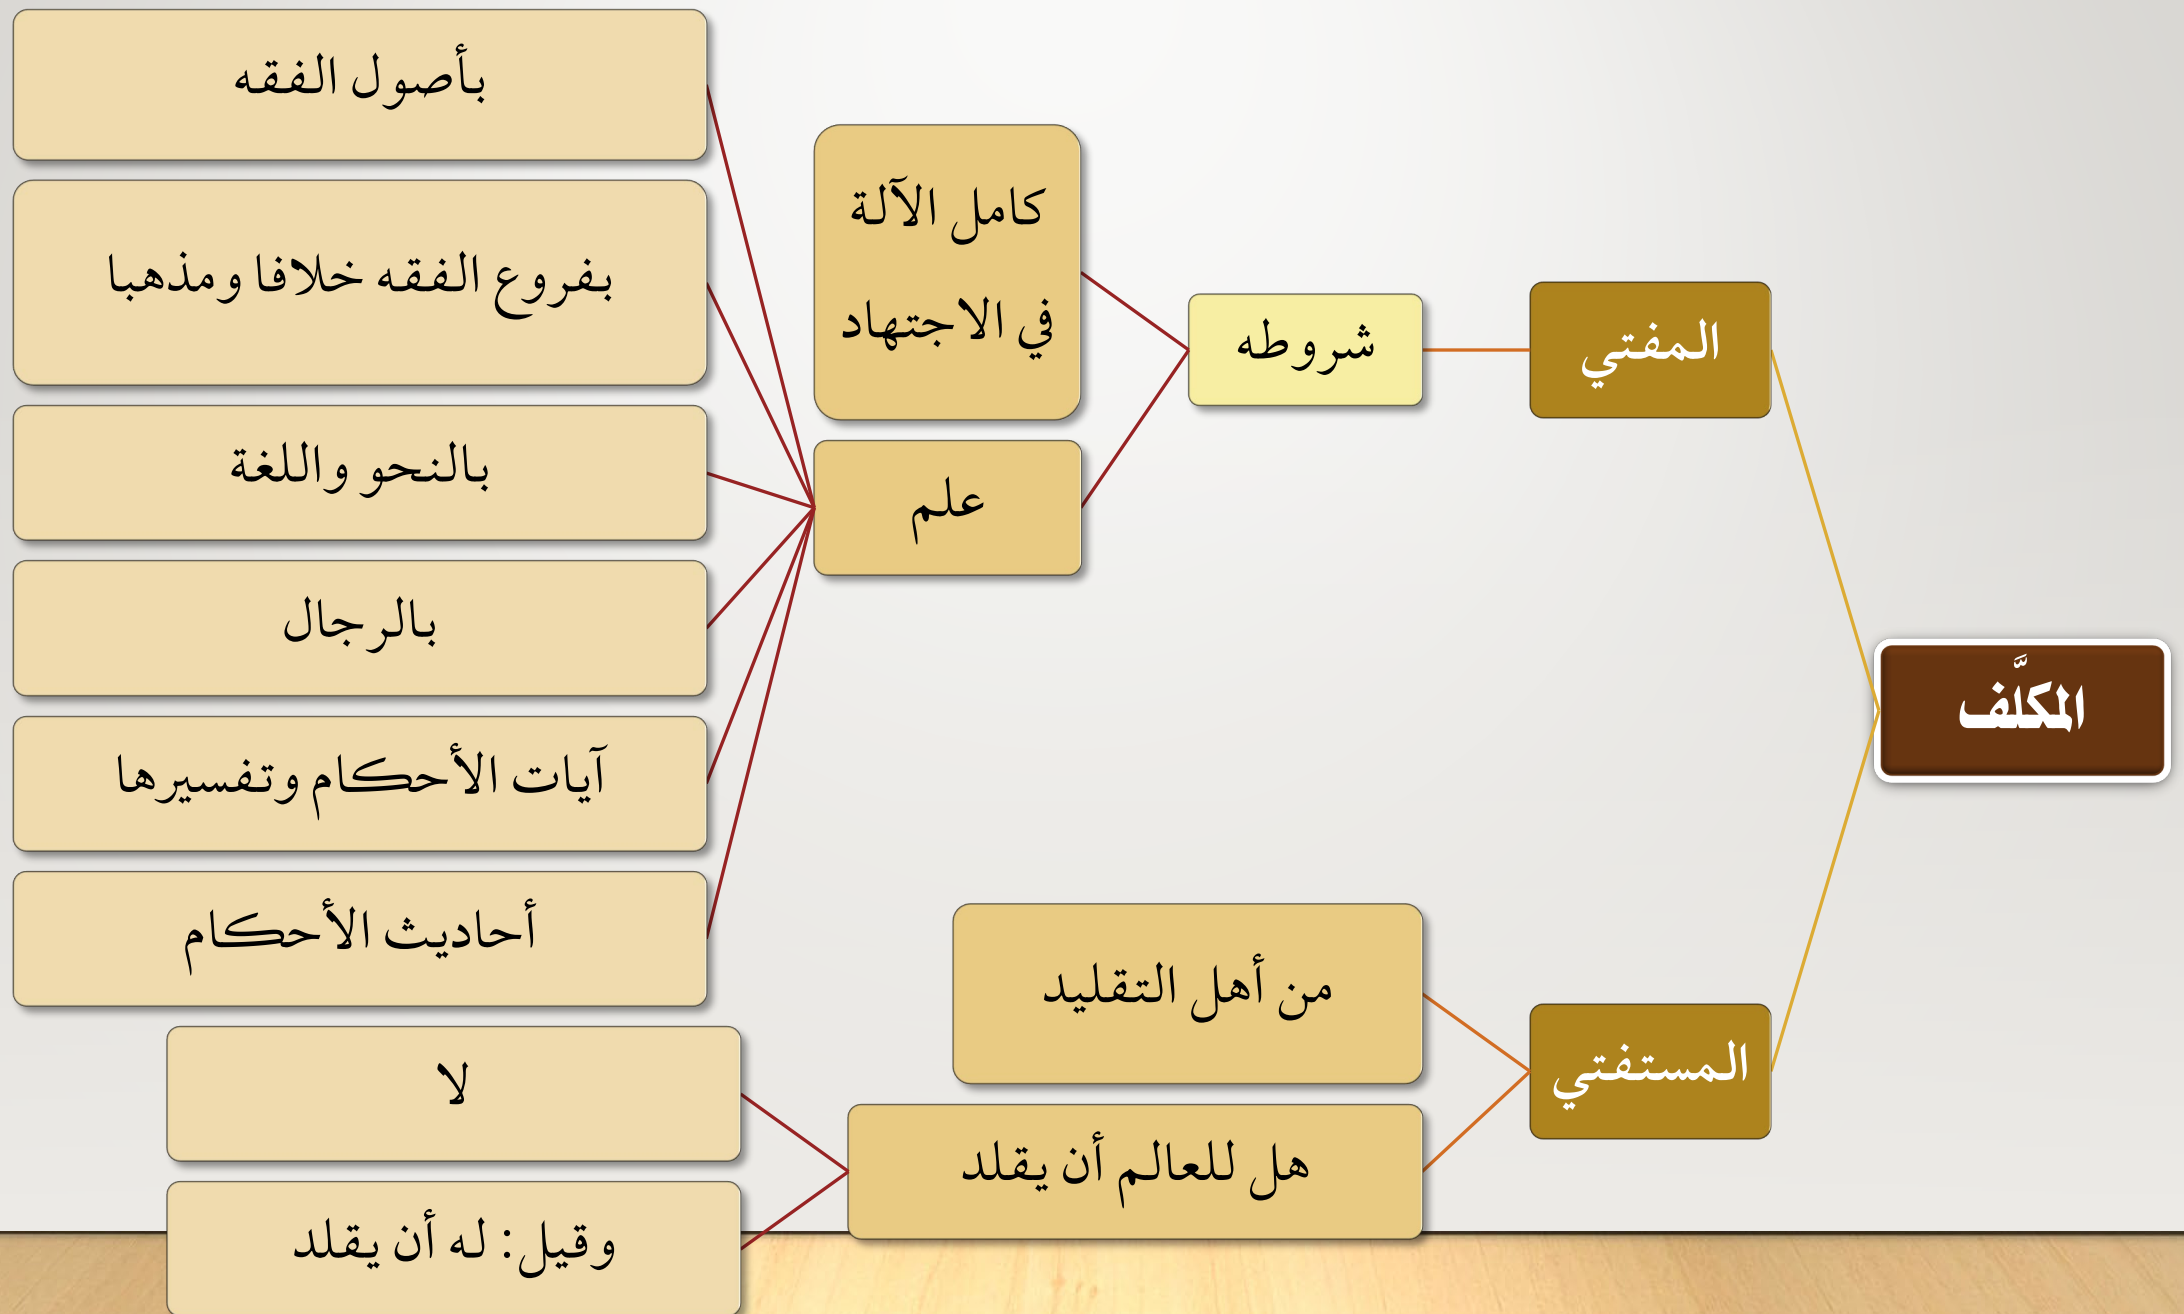 المكلَّف
المفتي
شروطه
كامل الآلة
في الاجتهاد
علم
بأصول الفقه
بفروع الفقه خلافا ومذهبا
بالنحو واللغة
بالرجال
آيات الأحكام وتفسيرها
أحاديث الأحكام
المستفتي
من أهل التقليد
هل للعالم أن يقلد
لا
وقيل: له أن يقلد